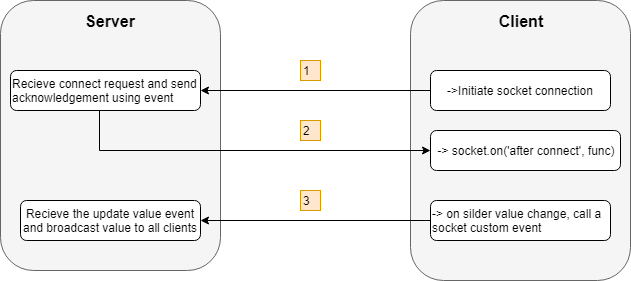 Server
Client
1
Recieve connect request and send
acknowledgement using event
->Initiate socket connection
2
-> socket.on('after connect', func)
3
Recieve the update value event
and broadcast value to all clients
-> on silder value change, call a
socket custom event